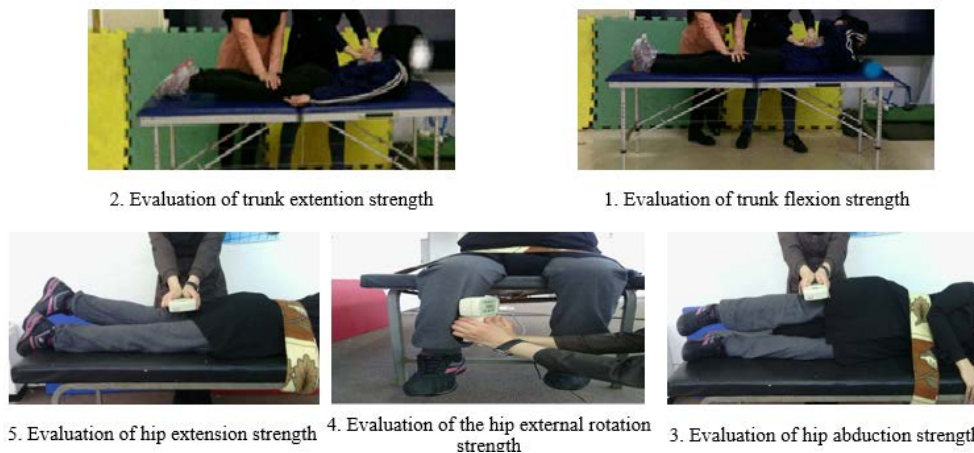 2. Evaluation of trunk extention strength
1. Evaluation of trunk flexion strength
5. Evaluation of hip extension strength
4. Evaluation of the hip external rotation
strength
3. Evaluation of hip abduction strength